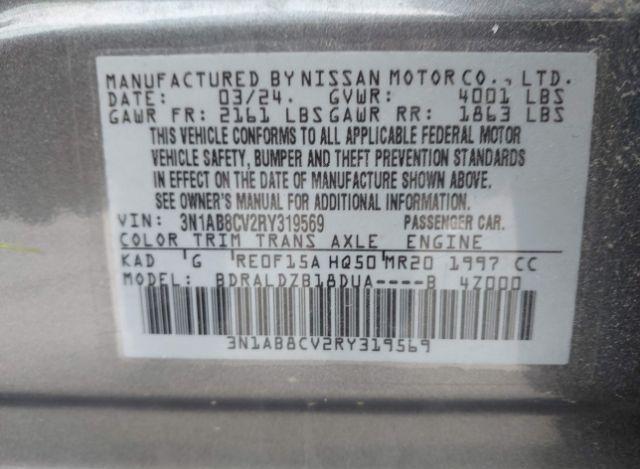 MANUFACTURED BY NISSAN MOTOR CO., LTD.
DATE: 03/24. GVWR: 4001 LBS
GAWR FR: 2161 LBS GAWR RR: 1863 LBS
THIS VEHICLE CONFORMS TO ALL APPLICABLE FEDERAL MOTOR
VEHICLE SAFETY, BUMPER AND THEFT PREVENTION STANDARDS
IN EFFECT ON THE DATE OF MANUFACTURE SHOWN ABOVE.
SEE OWNER'S MANUAL FOR ADDITIONAL INFORMATION.
VIN: 3N1AB8CV2RY319569 PASSENGER CAR.
COLOR TRIM TRANS AXLE ENGINE
KAD G RE0F15A HQ50 MR20 1997 CC
MODEL: BDRALDZB18DUA----B 4Z000
3N1AB8CV2RY319569